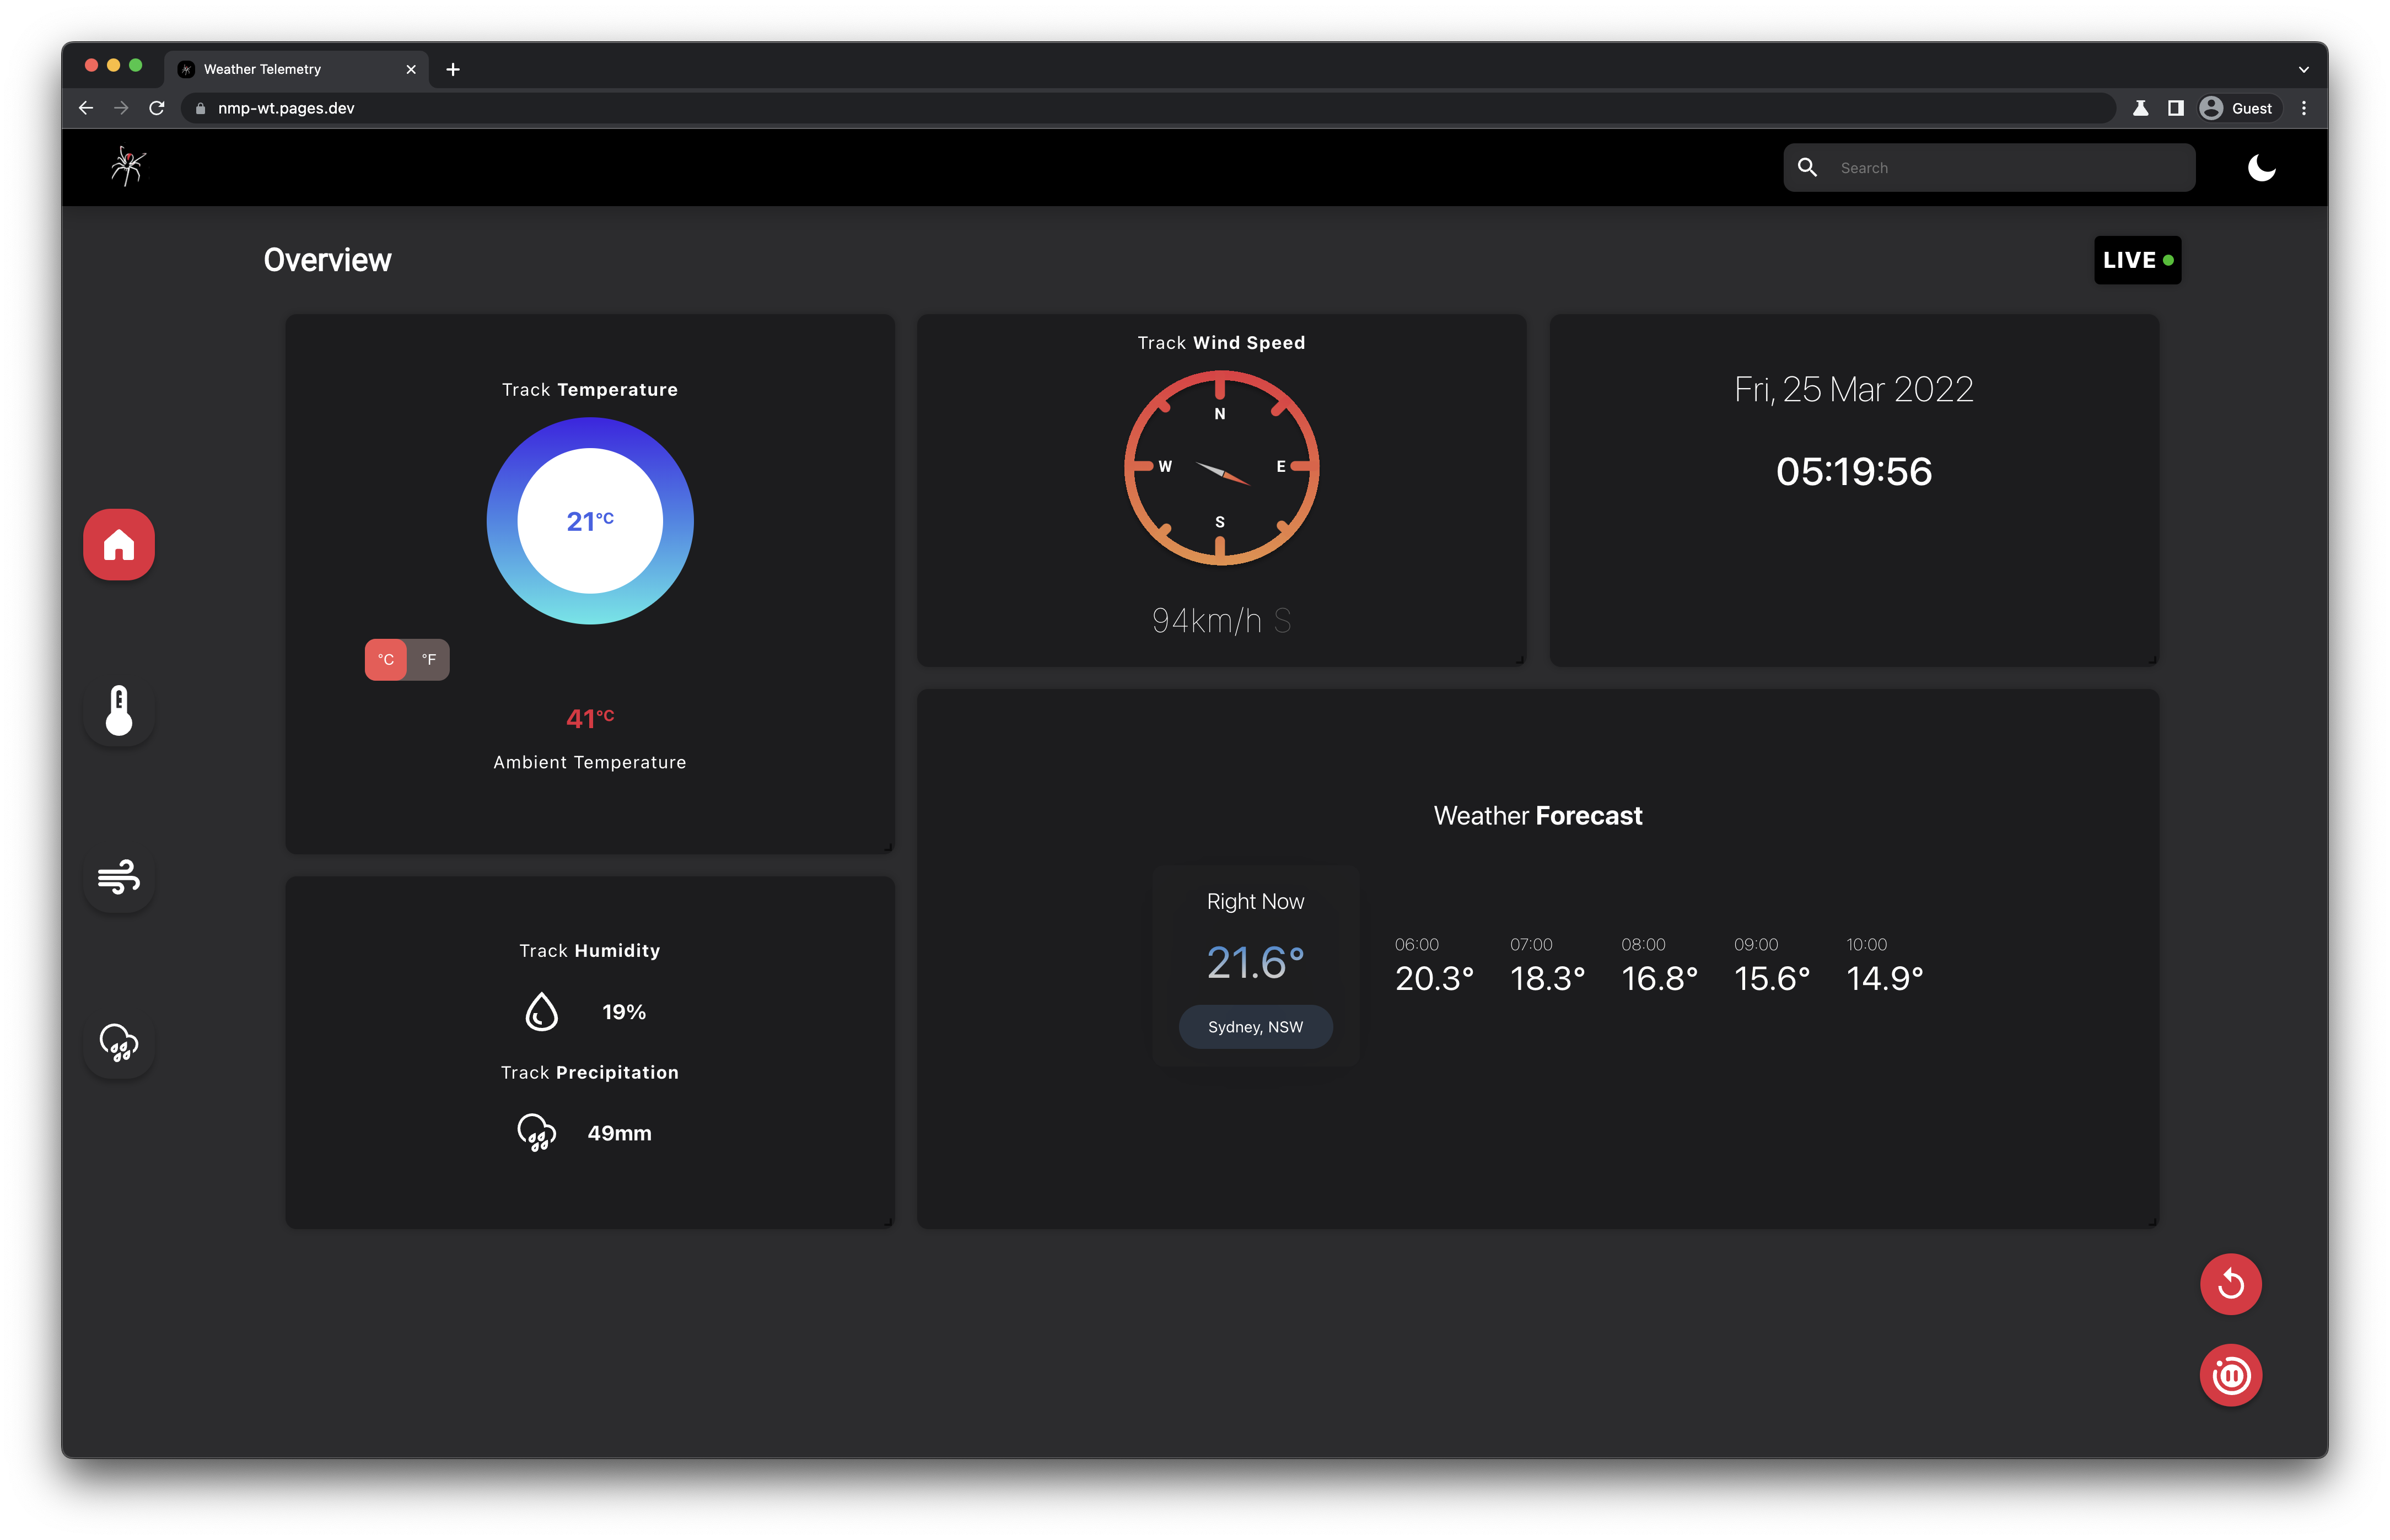 Weather Telemetry
nmp-wt.pages.dev
Guest
Search
Overview
LIVE
Track Temperature
21°C
°C °F
41°C
Ambient Temperature
Track Wind Speed
N
W E
S
94km/h S
Fri, 25 Mar 2022
05:19:56
Track Humidity
19%
Track Precipitation
49mm
Weather Forecast
Right Now
21.6°
Sydney, NSW
06:00 07:00 08:00 09:00 10:00
20.3° 18.3° 16.8° 15.6° 14.9°